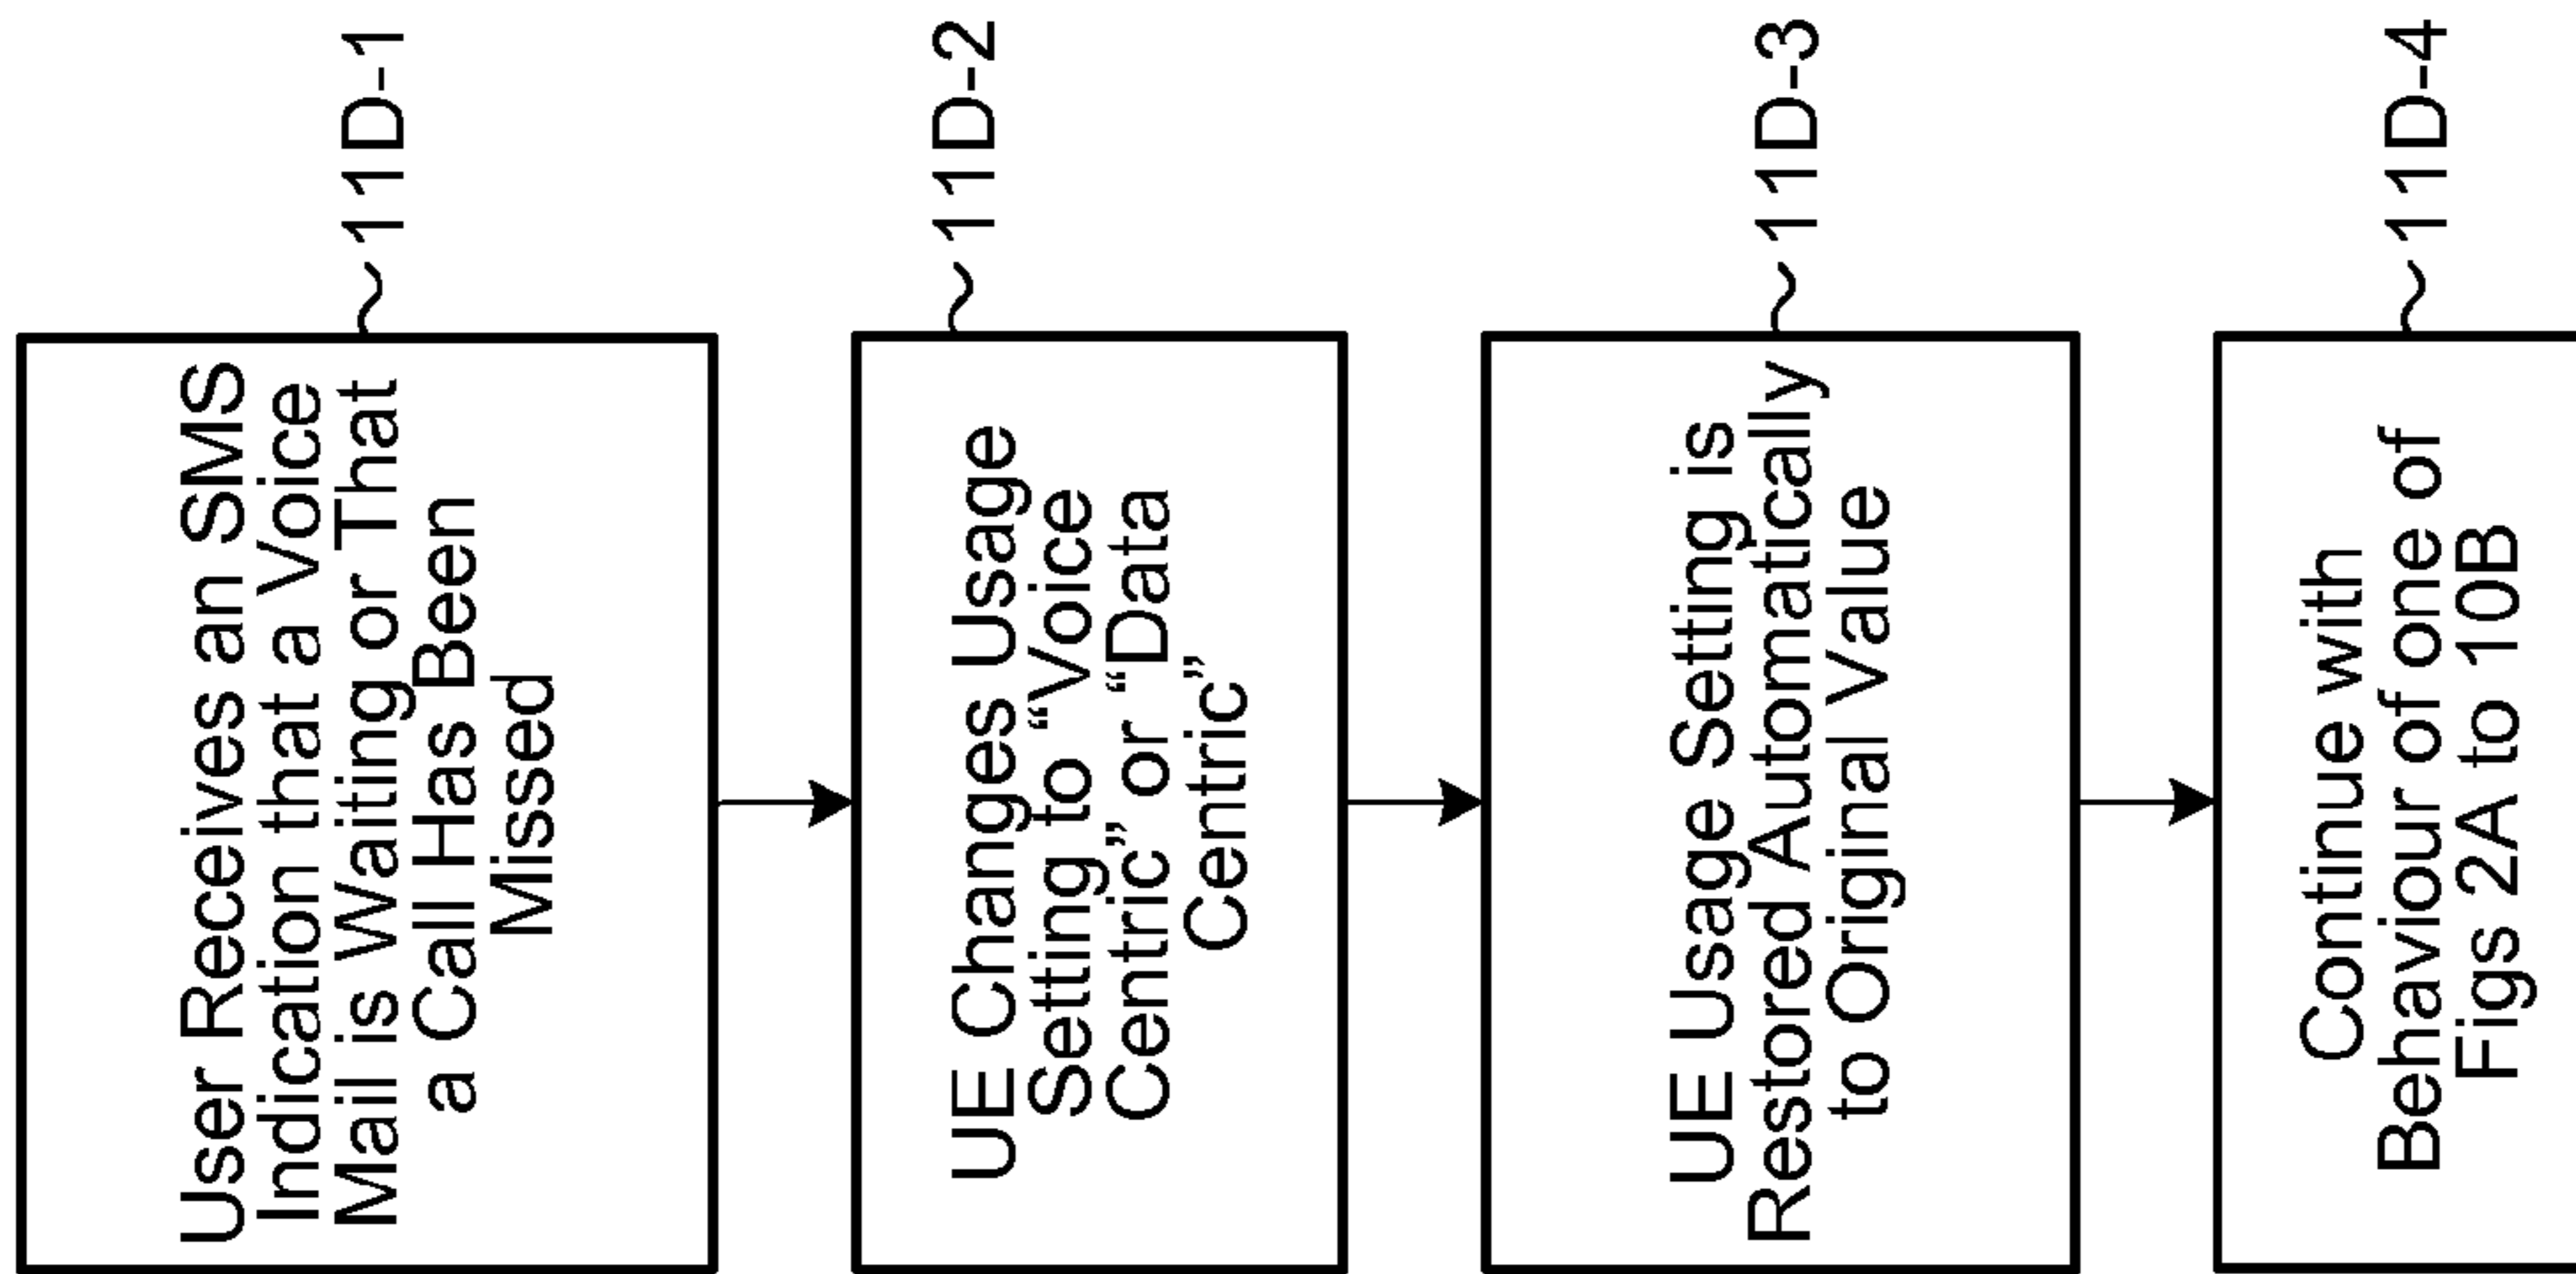 User Receives an SMS
Indication that a Voice
Mail is Waiting or That
a Call Has Been
Missed
11D-1
UE Changes Usage
Setting to “Voice
Centric” or “Data
Centric”
11D-2
UE Usage Setting is
Restored Automatically
to Original Value
11D-3
Continue with
Behaviour of one of
Figs 2A to 10B
11D-4